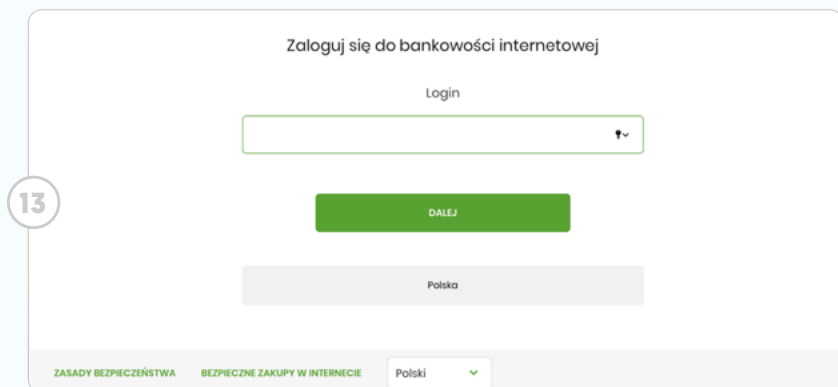 Zaloguj się do bankowości internetowej
Login
13
DALEJ
Polska
ZASADY BEZPIECZEŃSTWA BEZPIECZNE ZAKUPY W INTERNECIE Polski